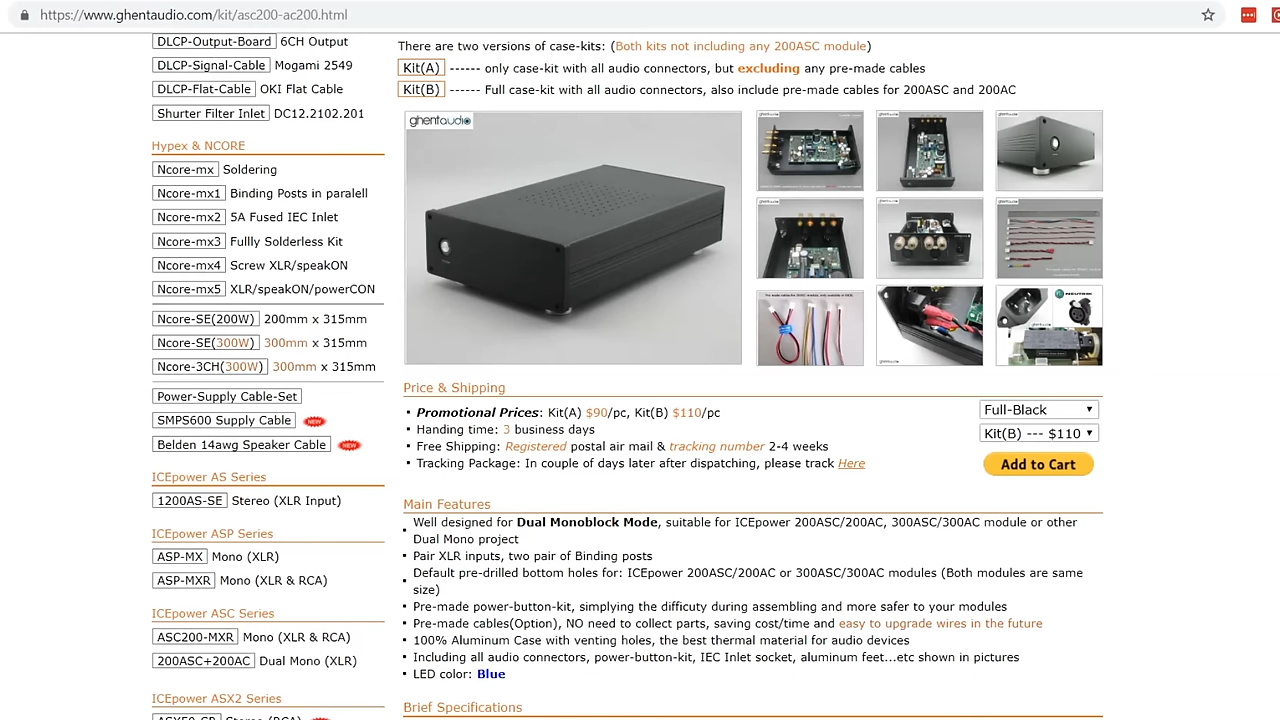 https://www.ghentaudio.com/kit/asc200-ac200.html
DLCP-Output-Board 6CH Output
DLCP-Signal-Cable Mogami 2549
DLCP-Flat-Cable OKI Flat Cable
Shurter Filter Inlet DC12.2102.201
Hypex & NCORE
Ncore-mx Soldering
Ncore-mx1 Binding Posts in paralell
Ncore-mx2 5A Fused IEC Inlet
Ncore-mx3 Fullly Solderless Kit
Ncore-mx4 Screw XLR/speakON
Ncore-mx5 XLR/speakON/powerCON
Ncore-SE(200W) 200mm x 315mm
Ncore-SE(300W) 300mm x 315mm
Ncore-3CH(300W) 300mm x 315mm
Power-Supply Cable-Set
SMPS600 Supply Cable NEW
Belden 14awg Speaker Cable NEW
ICEpower AS Series
1200AS-SE Stereo (XLR Input)
ICEpower ASP Series
ASP-MX Mono (XLR)
ASP-MXR Mono (XLR & RCA)
ICEpower ASC Series
ASC200-MXR Mono (XLR & RCA)
200ASC+200AC Dual Mono (XLR)
ICEpower ASX2 Series
There are two versions of case-kits: (Both kits not including any 200ASC module)
Kit(A) ------ only case-kit with all audio connectors, but excluding any pre-made cables
Kit(B) ------ Full case-kit with all audio connectors, also include pre-made cables for 200ASC and 200AC
ghentaudio
NEUTRIK
Price & Shipping
• Promotional Prices: Kit(A) $90/pc, Kit(B) $110/pc
• Handing time: 3 business days
• Free Shipping: Registered postal air mail & tracking number 2-4 weeks
• Tracking Package: In couple of days later after dispatching, please track Here
Full-Black
Kit(B) --- $110
Add to Cart
Main Features
• Well designed for Dual Monoblock Mode, suitable for ICEpower 200ASC/200AC, 300ASC/300AC module or other
Dual Mono project
• Pair XLR inputs, two pair of Binding posts
• Default pre-drilled bottom holes for: ICEpower 200ASC/200AC or 300ASC/300AC modules (Both modules are same
size)
• Pre-made power-button-kit, simplying the difficuty during assembling and more safer to your modules
• Pre-made cables(Option), NO need to collect parts, saving cost/time and easy to upgrade wires in the future
• 100% Aluminum Case with venting holes, the best thermal material for audio devices
• Including all audio connectors, power-button-kit, IEC Inlet socket, aluminum feet...etc shown in pictures
• LED color: Blue
Brief Specifications